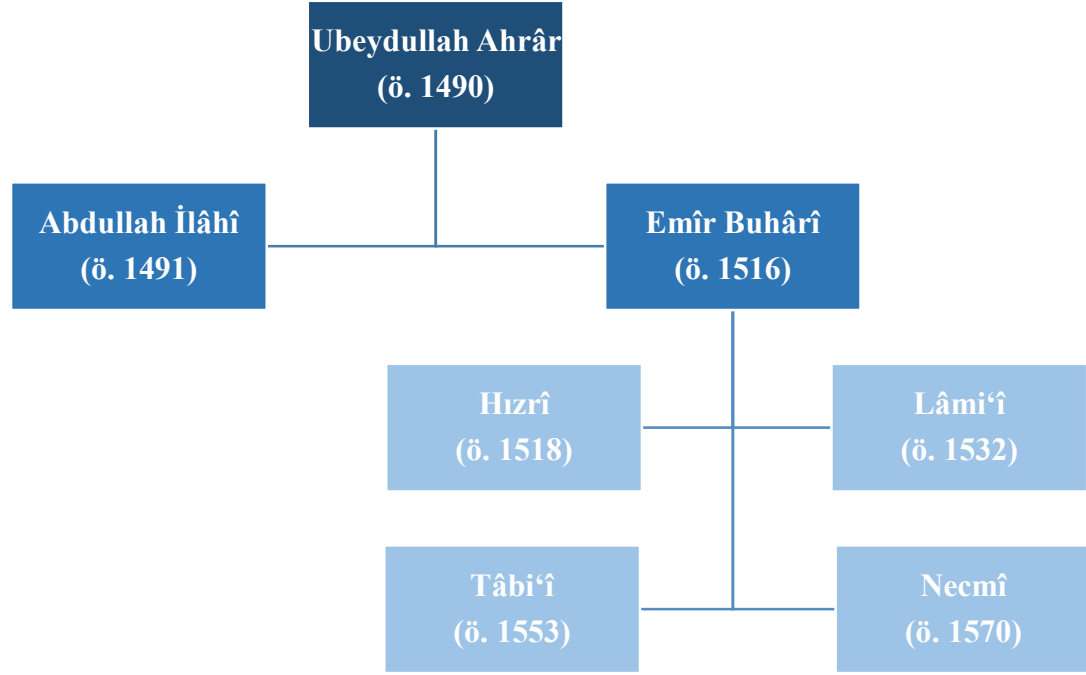 Ubeydullah Ahrâr
(ö. 1490)
Abdullah İlâhî
(ö. 1491)
Emîr Buhârî
(ö. 1516)
Hızrî
(ö. 1518)
Lâmi‘î
(ö. 1532)
Tâbi‘î
(ö. 1553)
Necmî
(ö. 1570)